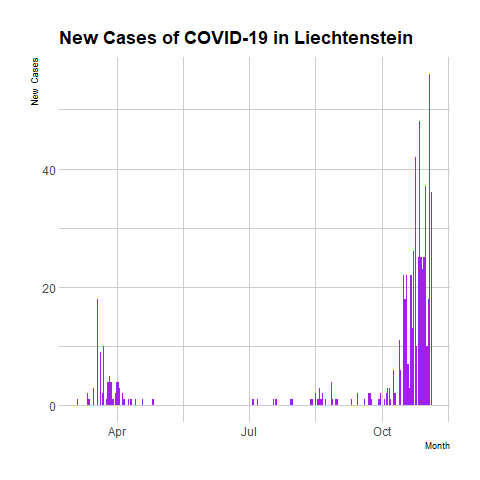 New Cases of COVID-19 in Liechtenstein
New Cases
40
20
0
Apr Jul Oct
Month